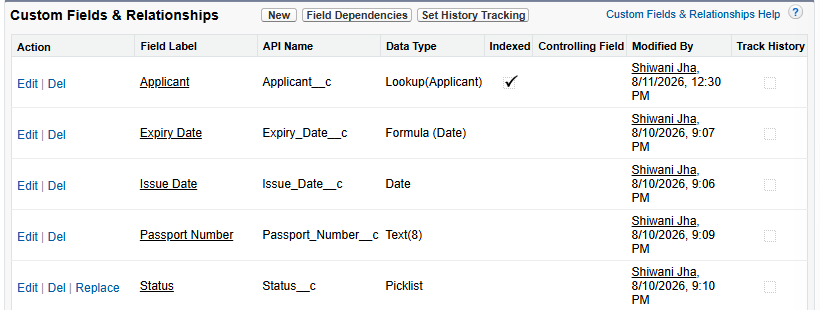 Custom Fields & Relationships New Field Dependencies Set History Tracking Custom Fields & Relationships Help ?
Action Field Label API Name Data Type Indexed Controlling Field Modified By Track History
Edit | Del Applicant Applicant__c Lookup(Applicant) Shiwani Jha,
8/11/2026, 12:30
PM
Edit | Del Expiry Date Expiry_Date__c Formula (Date) Shiwani Jha,
8/10/2026, 9:07
PM
Edit | Del Issue Date Issue_Date__c Date Shiwani Jha,
8/10/2026, 9:06
PM
Edit | Del Passport Number Passport_Number__c Text(8) Shiwani Jha,
8/10/2026, 9:09
PM
Edit | Del | Replace Status Status__c Picklist Shiwani Jha,
8/10/2026, 9:10
PM